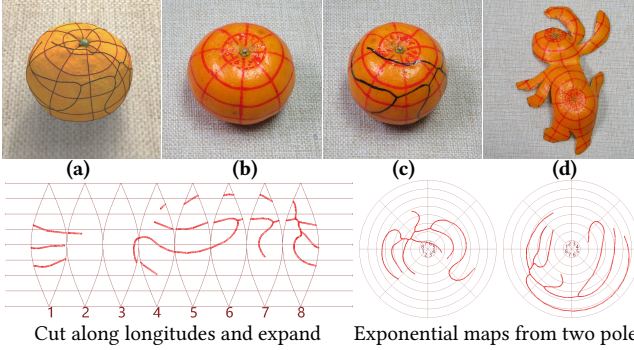 (a) (b) (c) (d)
1 2 3 4 5 6 7 8
Cut along longitudes and expand
Exponential maps from two pole